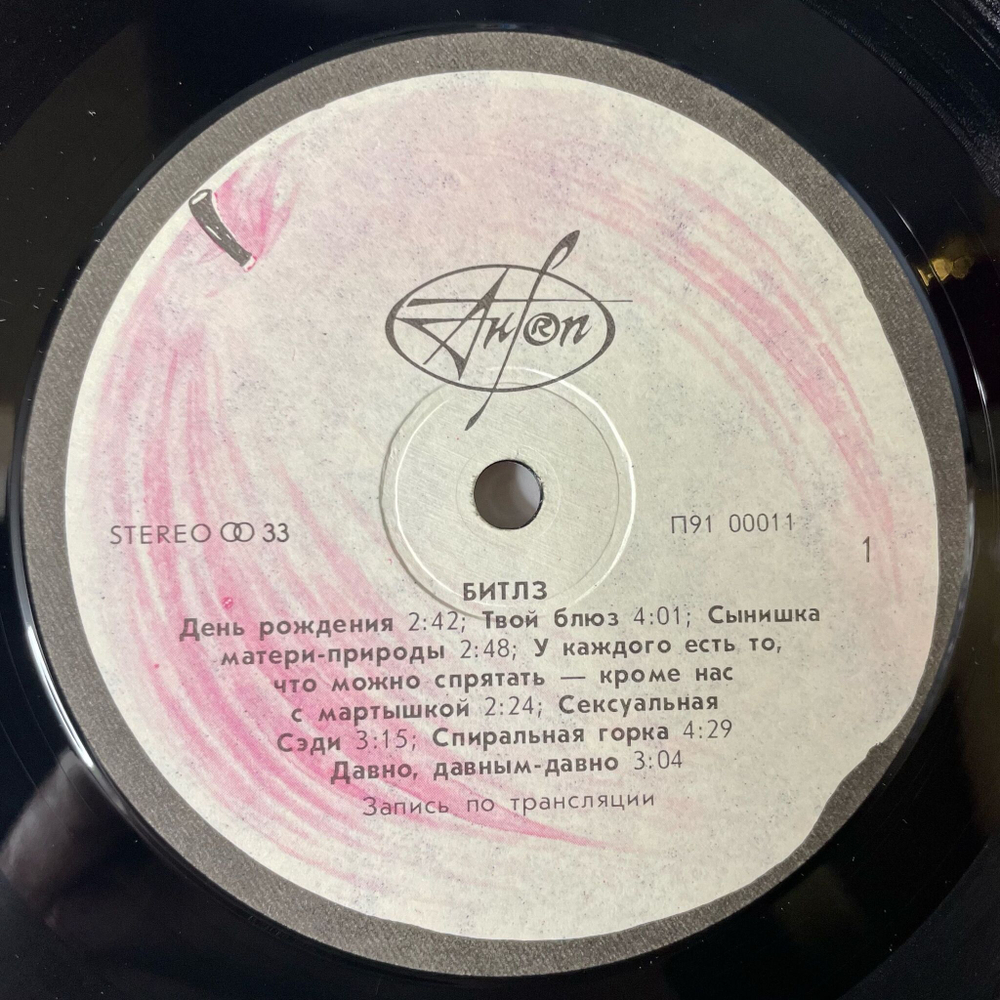 АнТроп
®
STEREO 33
П91 00011
1
БИТЛЗ
День рождения 2:42; Твой блюз 4:01; Сынишка
матери-природы 2:48; У каждого есть то,
что можно спрятать — кроме нас
с мартышкой 2:24; Сексуальная
Сэди 3:15; Спиральная горка 4:29
Давно, давным-давно 3:04
Запись по трансляции